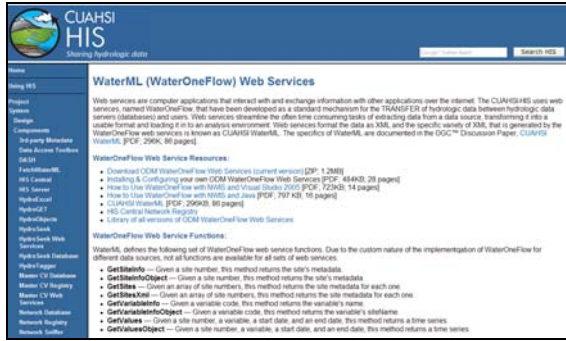 CUAHSI
HIS
Sharing hydrologic data
Search HIS
Home
Using HIS
Project
System
Design
Components
3rd party Metadata
Data Access Toolbox
DASH
FetchWaterML
HIS Central
HIS Server
HydroExcel
HydroGET
HydroObjects
HydroSeek
HydroSeek Web
Services
HydroSeek Database
HydroTagger
Master CV Database
Master CV Registry
Master CV Web
Services
Network Database
Network Registry
Network Sniffer
WaterML (WaterOneFlow) Web Services
Web services are computer applications that interact with and exchange information with other applications over the internet. The CUAHSI-HIS uses web
services, named WaterOneFlow, that have been developed as a standard mechanism for the TRANSFER of hydrologic data between hydrologic data
servers (databases) and users. Web services streamline the often time consuming tasks of extracting data from a data source, transforming it into a
usable format and loading it in to an analysis environment. Web services format the data as XML, and the specific variety of XML that is generated by the
WaterOneFlow web services is known as CUAHSI WaterML. The specifics of WaterML are documented in the OGC™ Discussion Paper, CUAHSI
WaterML [PDF; 296K, 86 pages].
WaterOneFlow Web Service Resources:
• Download ODM WaterOneFlow Web Services (current version) [ZIP; 1.2MB]
• Installing & Configuring your own ODM WaterOneFlow Web Services [PDF; 484KB, 28 pages]
• How to Use WaterOneFlow with NWIS and Visual Studio 2005 [PDF; 723KB; 14 pages]
• How to Use WaterOneFlow with NWIS and Java [PDF; 797 KB; 16 pages]
• CUAHSI WaterML [PDF; 296KB, 86 pages]
• HIS Central Network Registry
• Library of all versions of ODM WaterOneFlow Web Services
WaterOneFlow Web Service Functions:
WaterML defines the following set of WaterOneFlow web service functions. Due to the custom nature of the implementqation of WaterOneFlow for
different data sources, not all functions are available for all sets of web services.
• GetSiteInfo — Given a site number, this method returns the site's metadata.
• GetSiteInfoObject — Given a site number, this method returns the site's metadata
• GetSites — Given an array of site numbers, this method returns the site metadata for each one.
• GetSitesXml — Given an array of site numbers, this method returns the site metadata for each one.
• GetVariableInfo — Given a variable code, this method returns the variable's name.
• GetVariableInfoObject — Given a variable code, this method returns the variable's siteName.
• GetValues — Given a site number, a variable, a start date, and an end date, this method returns a time series.
• GetValuesObject — Given a site number, a variable, a start date, and an end date, this method returns a time series.